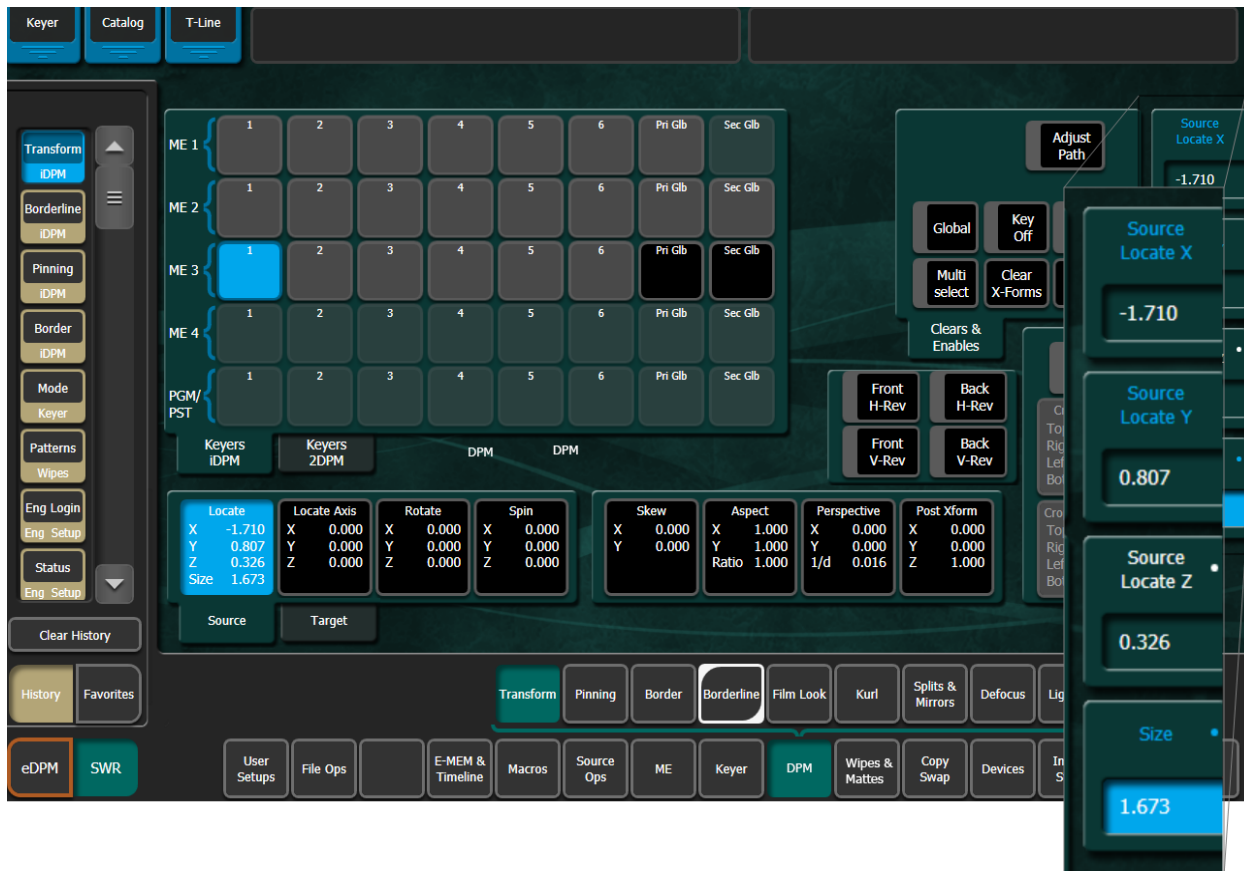 Keyer
Catalog
T-Line
Transform
iDPM
Borderline
iDPM
Pinning
iDPM
Border
iDPM
Mode
Keyer
Patterns
Wipes
Eng Login
Eng Setup
Status
Eng Setup
Clear History
History
Favorites
eDPM
SWR
ME 1
1 2 3 4 5 6 Pri Glb Sec Glb
ME 2
1 2 3 4 5 6 Pri Glb Sec Glb
ME 3
1 2 3 4 5 6 Pri Glb Sec Glb
ME 4
1 2 3 4 5 6 Pri Glb Sec Glb
PGM/
PST
1 2 3 4 5 6 Pri Glb Sec Glb
Keyers
iDPM
Keyers
2DPM
DPM
DPM
Adjust
Path
Global
Key
Off
Multi
select
Clear
X-Forms
Clears &
Enables
Front
H-Rev
Back
H-Rev
Front
V-Rev
Back
V-Rev
Locate
X -1.710
Y 0.807
Z 0.326
Size 1.673
Locate Axis
X 0.000
Y 0.000
Z 0.000
Rotate
X 0.000
Y 0.000
Z 0.000
Spin
X 0.000
Y 0.000
Z 0.000
Skew
X 0.000
Y 0.000
Aspect
X 1.000
Y 1.000
Ratio 1.000
Perspective
X 0.000
Y 0.000
1/d 0.016
Post Xform
X 0.000
Y 0.000
Z 1.000
Source
Target
Source
Locate X
-1.710
Source
Locate X
-1.710
Source
Locate Y
0.807
Source
Locate Z
0.326
Size
1.673
Transform
Pinning
Border
Borderline
Film Look
Kurl
Splits &
Mirrors
Defocus
User
Setups
File Ops
E-MEM &
Timeline
Macros
Source
Ops
ME
Keyer
DPM
Wipes &
Mattes
Copy
Swap
Devices